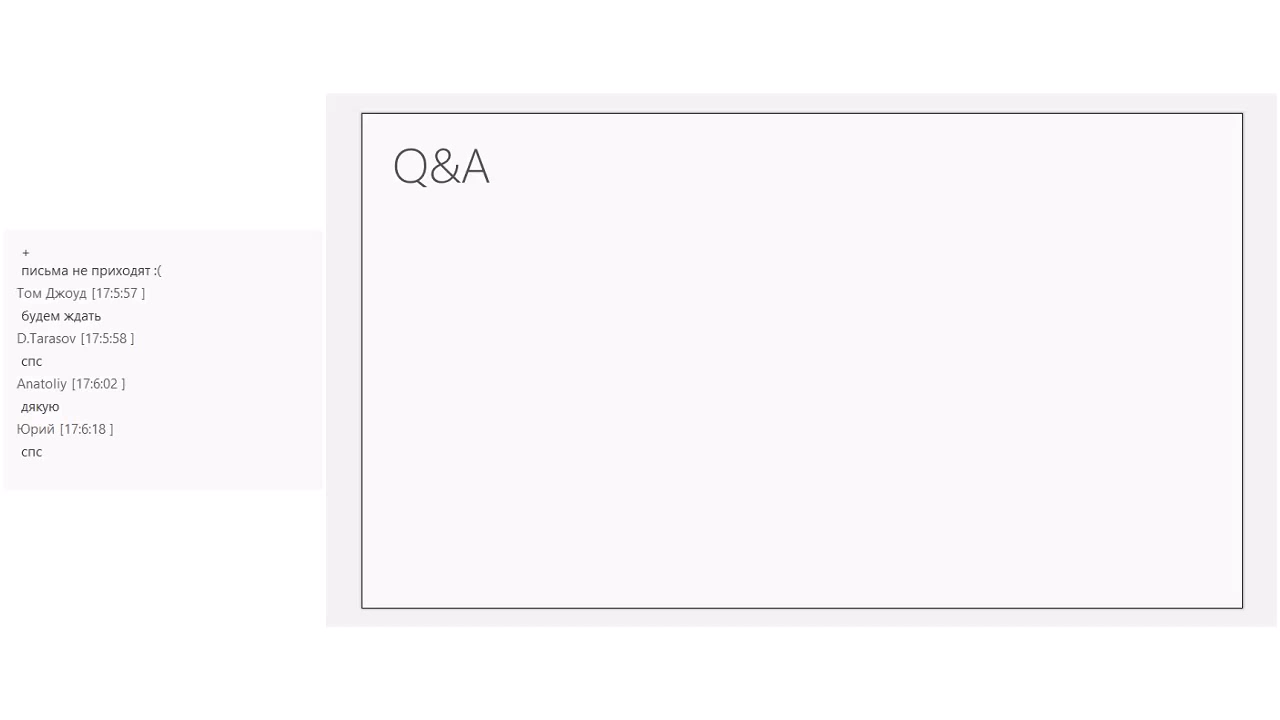 +
письма не приходят :(
Том Джоуд [17:5:57 ]
будем ждать
D.Tarasov [17:5:58 ]
спс
Anatoliy [17:6:02 ]
дякую
Юрий [17:6:18 ]
спс
Q&A